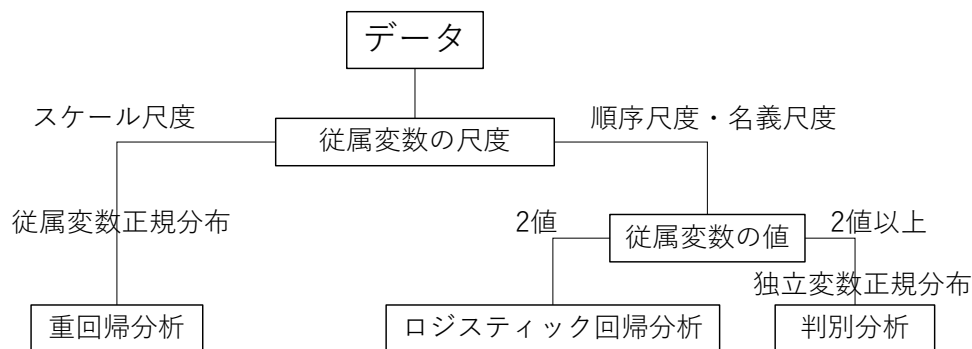 データ
スケール尺度
順序尺度・名義尺度
従属変数の尺度
従属変数正規分布
2値
従属変数の値
2値以上
独立変数正規分布
重回帰分析
ロジスティック回帰分析
判別分析